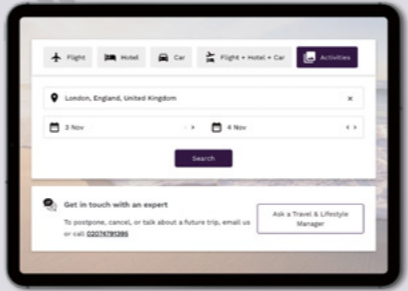 Flight Hotel Car Flight + Hotel + Car Activities
London, England, United Kingdom
3 Nov 4 Nov
Search
Get in touch with an expert
To postpone, cancel, or talk about a future trip, email us
or call 02074791395
Ask a Travel & Lifestyle
Manager